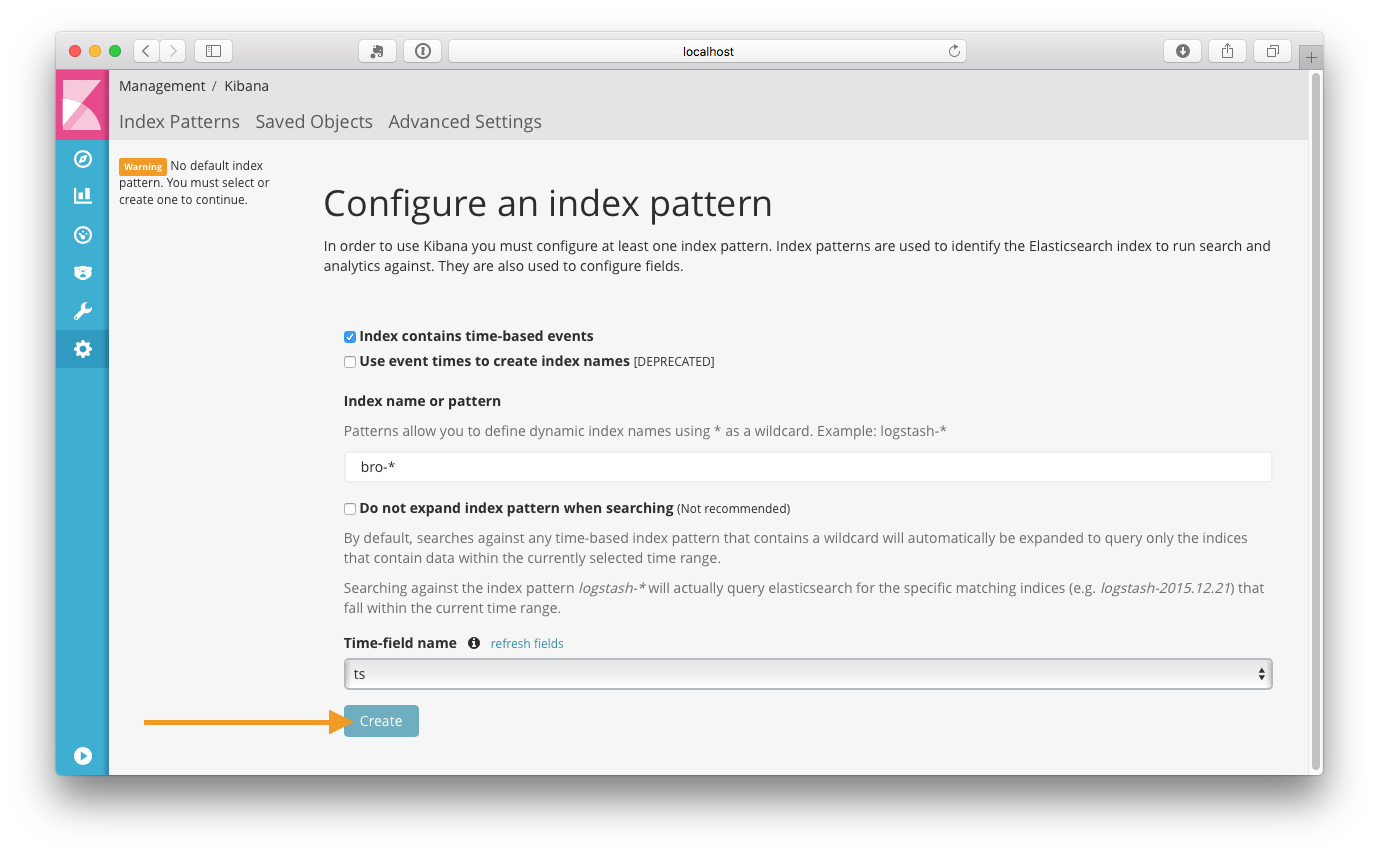 localhost
Management / Kibana
Index Patterns Saved Objects Advanced Settings
Warning No default index
pattern. You must select or
create one to continue.
Configure an index pattern
In order to use Kibana you must configure at least one index pattern. Index patterns are used to identify the Elasticsearch index to run search and
analytics against. They are also used to configure fields.
Index contains time-based events
Use event times to create index names [DEPRECATED]
Index name or pattern
Patterns allow you to define dynamic index names using * as a wildcard. Example: logstash-*
bro-*
Do not expand index pattern when searching (Not recommended)
By default, searches against any time-based index pattern that contains a wildcard will automatically be expanded to query only the indices
that contain data within the currently selected time range.
Searching against the index pattern logstash-* will actually query elasticsearch for the specific matching indices (e.g. logstash-2015.12.21) that
fall within the current time range.
Time-field name refresh fields
ts
Create